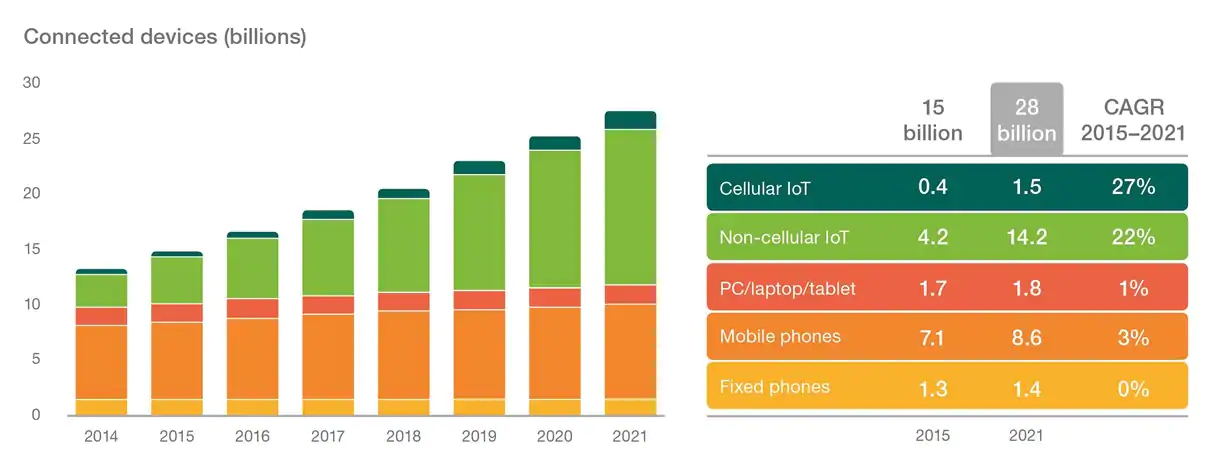 Connected devices (billions)
30
25
20
15
10
5
0
2014 2015 2016 2017 2018 2019 2020 2021
15 billion
28 billion
CAGR 2015–2021
Cellular IoT 0.4 1.5 27%
Non-cellular IoT 4.2 14.2 22%
PC/laptop/tablet 1.7 1.8 1%
Mobile phones 7.1 8.6 3%
Fixed phones 1.3 1.4 0%
2015 2021